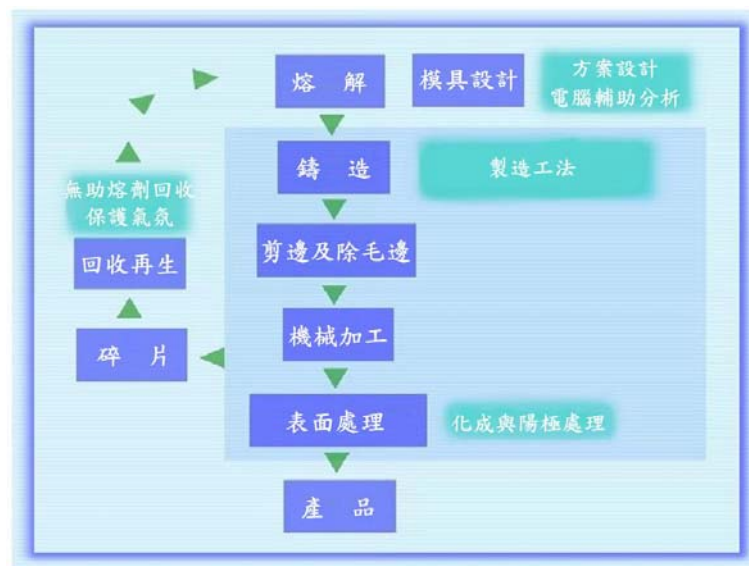 熔 解
模具設計
方案設計
電腦輔助分析
鑄 造
製造工法
無助熔劑回收
保護氣氛
剪邊及除毛邊
回收再生
機械加工
碎 片
表面處理
化成與陽極處理
產 品